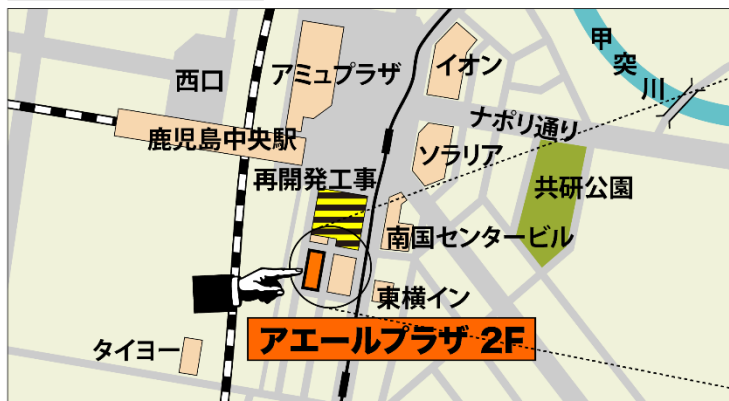 西口
アミュプラザ
イオン
甲突川
ナポリ通り
鹿児島中央駅
ソラリア
再開発工事
共研公園
南国センタービル
東横イン
アエールプラザ 2F
タイヨー